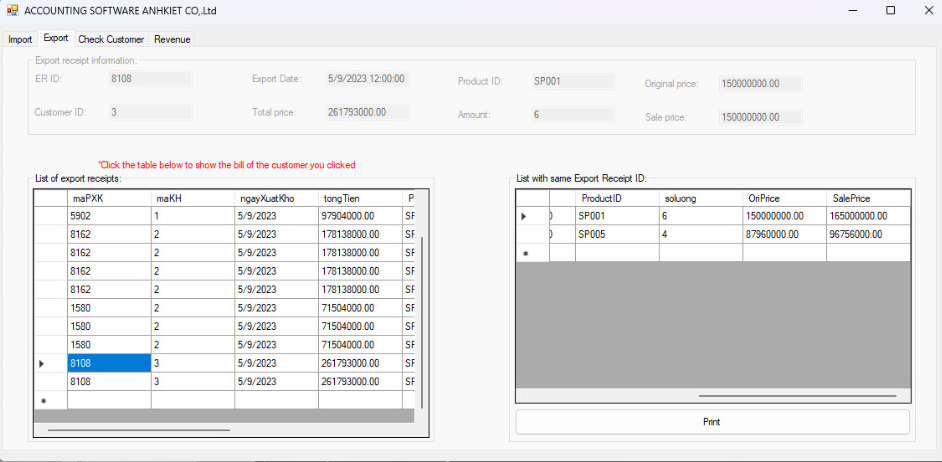 ACCOUNTING SOFTWARE ANHKIET CO,.Ltd
Import Export Check Customer Revenue
Export receipt information:
ER ID: 8108 Export Date: 5/9/2023 12:00:00 Product ID: SP001 Original price: 150000000.00
Customer ID: 3 Total price: 261793000.00 Amount: 6 Sale price: 150000000.00
*Click the table below to show the bill of the customer you clicked
List of export receipts:
maPXK maKH ngayXuatKho tongTien P
5902 1 5/9/2023 97904000.00 SF
8162 2 5/9/2023 178138000.00 SF
8162 2 5/9/2023 178138000.00 SF
8162 2 5/9/2023 178138000.00 SF
8162 2 5/9/2023 178138000.00 SF
1580 2 5/9/2023 71504000.00 SF
1580 2 5/9/2023 71504000.00 SF
1580 2 5/9/2023 71504000.00 SF
8108 3 5/9/2023 261793000.00 SF
8108 3 5/9/2023 261793000.00 SF
List with same Export Receipt ID:
ProductID soluong OriPrice SalePrice
SP001 6 150000000.00 165000000.00
SP005 4 87960000.00 96756000.00
Print